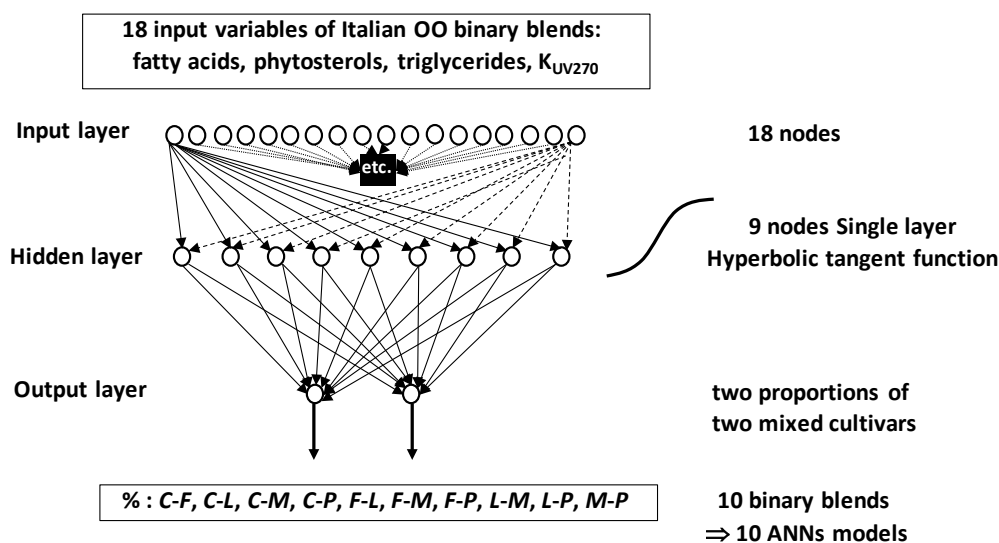 18 input variables of Italian OO binary blends:
fatty acids, phytosterols, triglycerides, KUV270
Input layer
18 nodes
etc.
9 nodes Single layer
Hidden layer
Hyperbolic tangent function
Output layer
two proportions of
two mixed cultivars
% : C-F, C-L, C-M, C-P, F-L, F-M, F-P, L-M, L-P, M-P
10 binary blends
⇒ 10 ANNs models